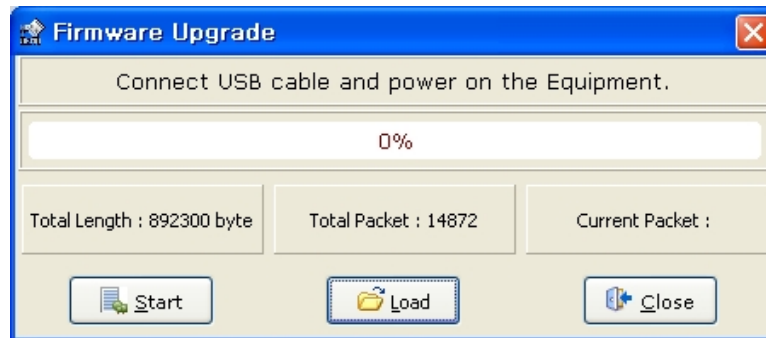 Firmware Upgrade
Connect USB cable and power on the Equipment.
0%
Total Length : 892300 byte Total Packet : 14872 Current Packet :
Start Load Close